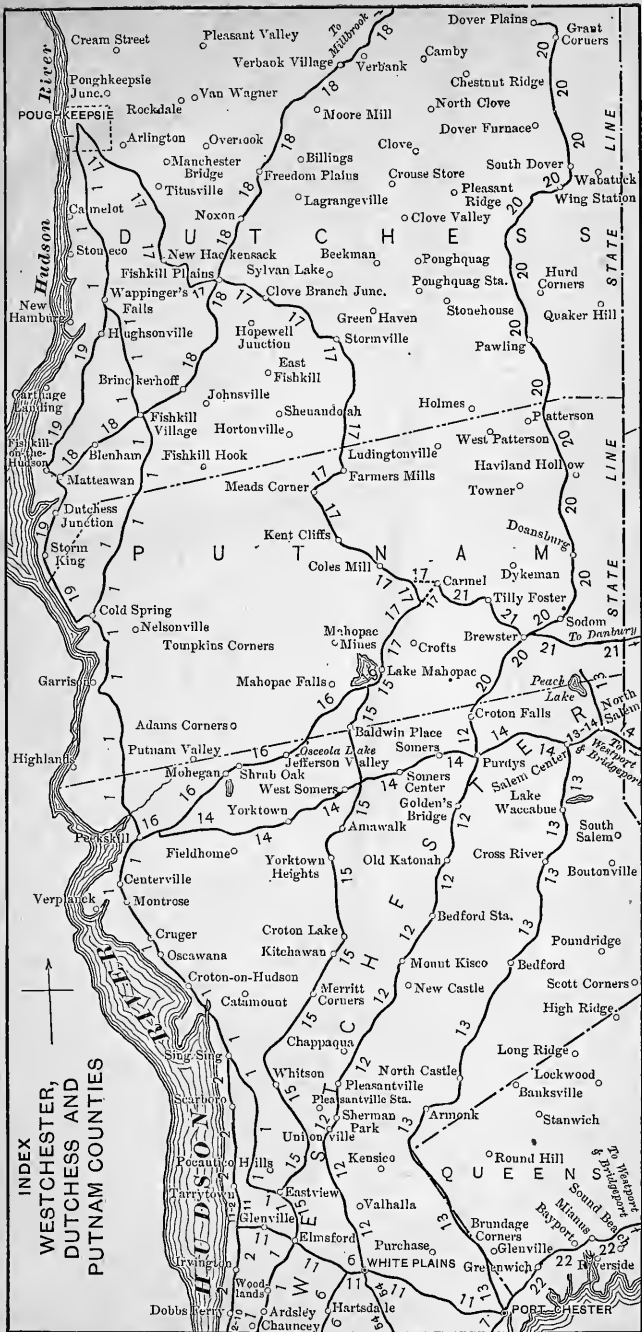 To
Millbrook
Dover Plains
Grant
Corners
Pleasant Valley
Cream Street
Verbank Village
Verbank
Camby
River
Poughkeepsie
Junc.
Van Wagner
Chestnut Ridge
POUGHKEEPSIE
Rockdale
Moore Mill
North Clove
Dover Furnace
LINE
Arlington
Overlook
Clove
Manchester
Bridge
Billings
Freedom Plains
Crouse Store
South Dover
Wabatuck
Wing Station
Titusville
Lagrangeville
Pleasant
Ridge
Camelot
Noxon
Clove Valley
STATE
DUTCHESS
Stoneco
New Hackensack
Beekman
Poughquag
Hudson
Fishkill Plains
Sylvan Lake
Poughquag Sta.
Hurd
Corners
Wappinger's
Falls
Clove Branch Junc.
Stonehouse
Quaker Hill
New
Hamburg
Green Haven
Hughsonville
Hopewell
Junction
Stormville
Pawling
East
Fishkill
Brinckerhoff
Johnsville
Carthage
Landing
Sheuandoah
Holmes
Patterson
Fishkill
Village
Hortonville
West Patterson
Fishkill-
on-the-
Hudson
Blenham
Ludingtonville
LINE
Fishkill Hook
Farmers Mills
Haviland Hollow
Matteawan
Meads Corner
Towner
Dutchess
Junction
Storm
King
Kent Cliffs
Doansburg
PUTNAM
Coles Mill
Carmel
Dykeman
STATE
Tilly Foster
Cold Spring
Nelsonville
Tompkins Corners
Mahopac
Mines
Crofts
Brewster
Sodom
To Danbury
Lake Mahopac
Garrison
Mahopac Falls
Peach
Lake
North
Salem
Adams Corners
Baldwin Place
Croton Falls
Highlands
Putnam Valley
Osceola Lake
Jefferson Valley
Somers
Purdys
Salem Center
To
Westport
& Bridgeport
Mohegan
Shrub Oak
West Somers
Somers
Center
Golden's
Bridge
Lake
Waccabuc
Yorktown
Amawalk
South
Salem
Peekskill
Fieldhome
Yorktown
Heights
Old Katonah
Cross River
Boutonville
Centerville
Verplanck
Montrose
Bedford Sta.
Cruger
Croton Lake
Poundridge
Oscawana
Kitchawan
Mount Kisco
Bedford
Scott Corners
Croton-on-Hudson
Catamount
Merritt
Corners
New Castle
High Ridge
WESTCHESTER
Chappaqua
Sing Sing
Long Ridge
Whitson
North Castle
Lockwood
Pleasantville
Banksville
Scarboro
Pleasantville Sta.
Armonk
Stanwich
Sherman
Park
Unionville
INDEX
WESTCHESTER,
DUTCHESS AND
PUTNAM COUNTIES
HUDSON RIVER
Pocantico Hills
Kensico
Round Hill
QUEENS
Tarrytown
Eastview
Valhalla
To Westport
& Bridgeport
Sound Beach
Glenville
Brundage
Corners
Mianus
Bayport
Elmsford
Purchase
Glenville
Irvington
WHITE PLAINS
Greenwich
Riverside
Wood-
lands
Dobbs Ferry
Ardsley
Chauncey
Hartsdale
PORT CHESTER